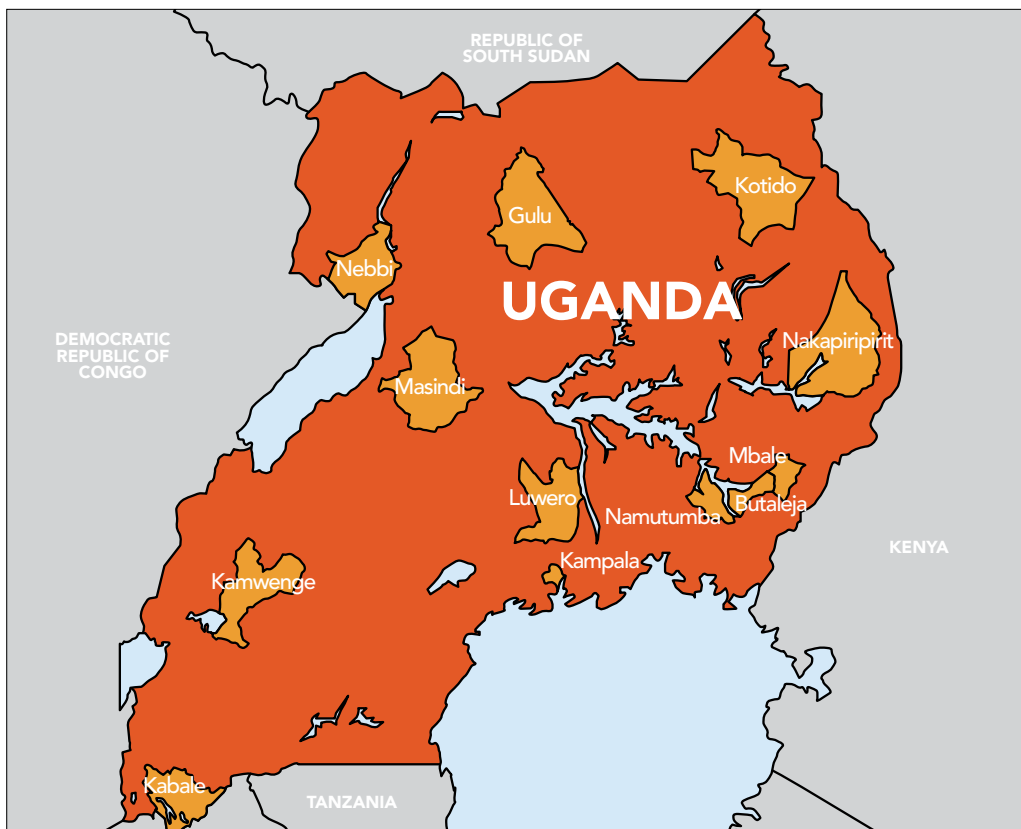 REPUBLIC OF
SOUTH SUDAN
Kotido
Gulu
Nebbi
UGANDA
DEMOCRATIC
REPUBLIC OF
CONGO
Nakapiripirit
Masindi
Mbale
Luwero
Butaleja
Namutumba
KENYA
Kampala
Kamwenge
Kabale
TANZANIA